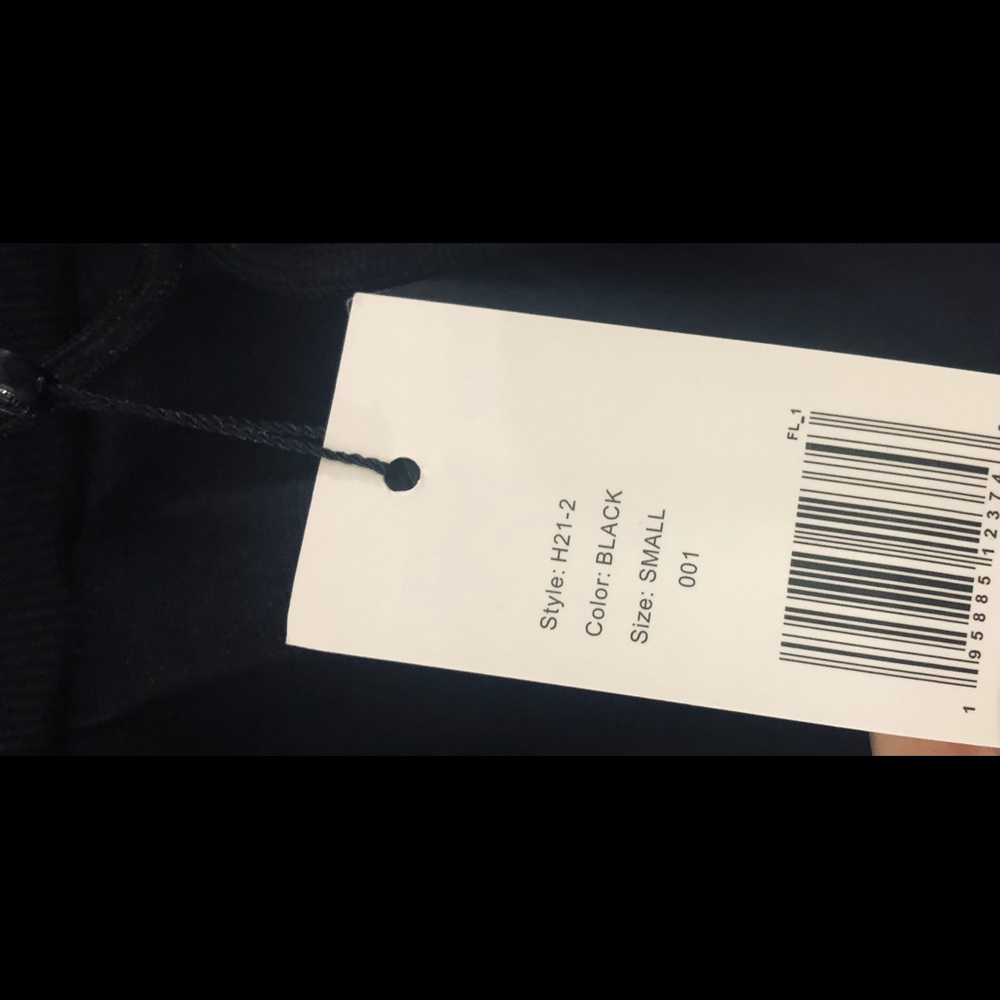 Style: H21-2
Color: BLACK
Size: SMALL
001
FL_1
1 95885 12374